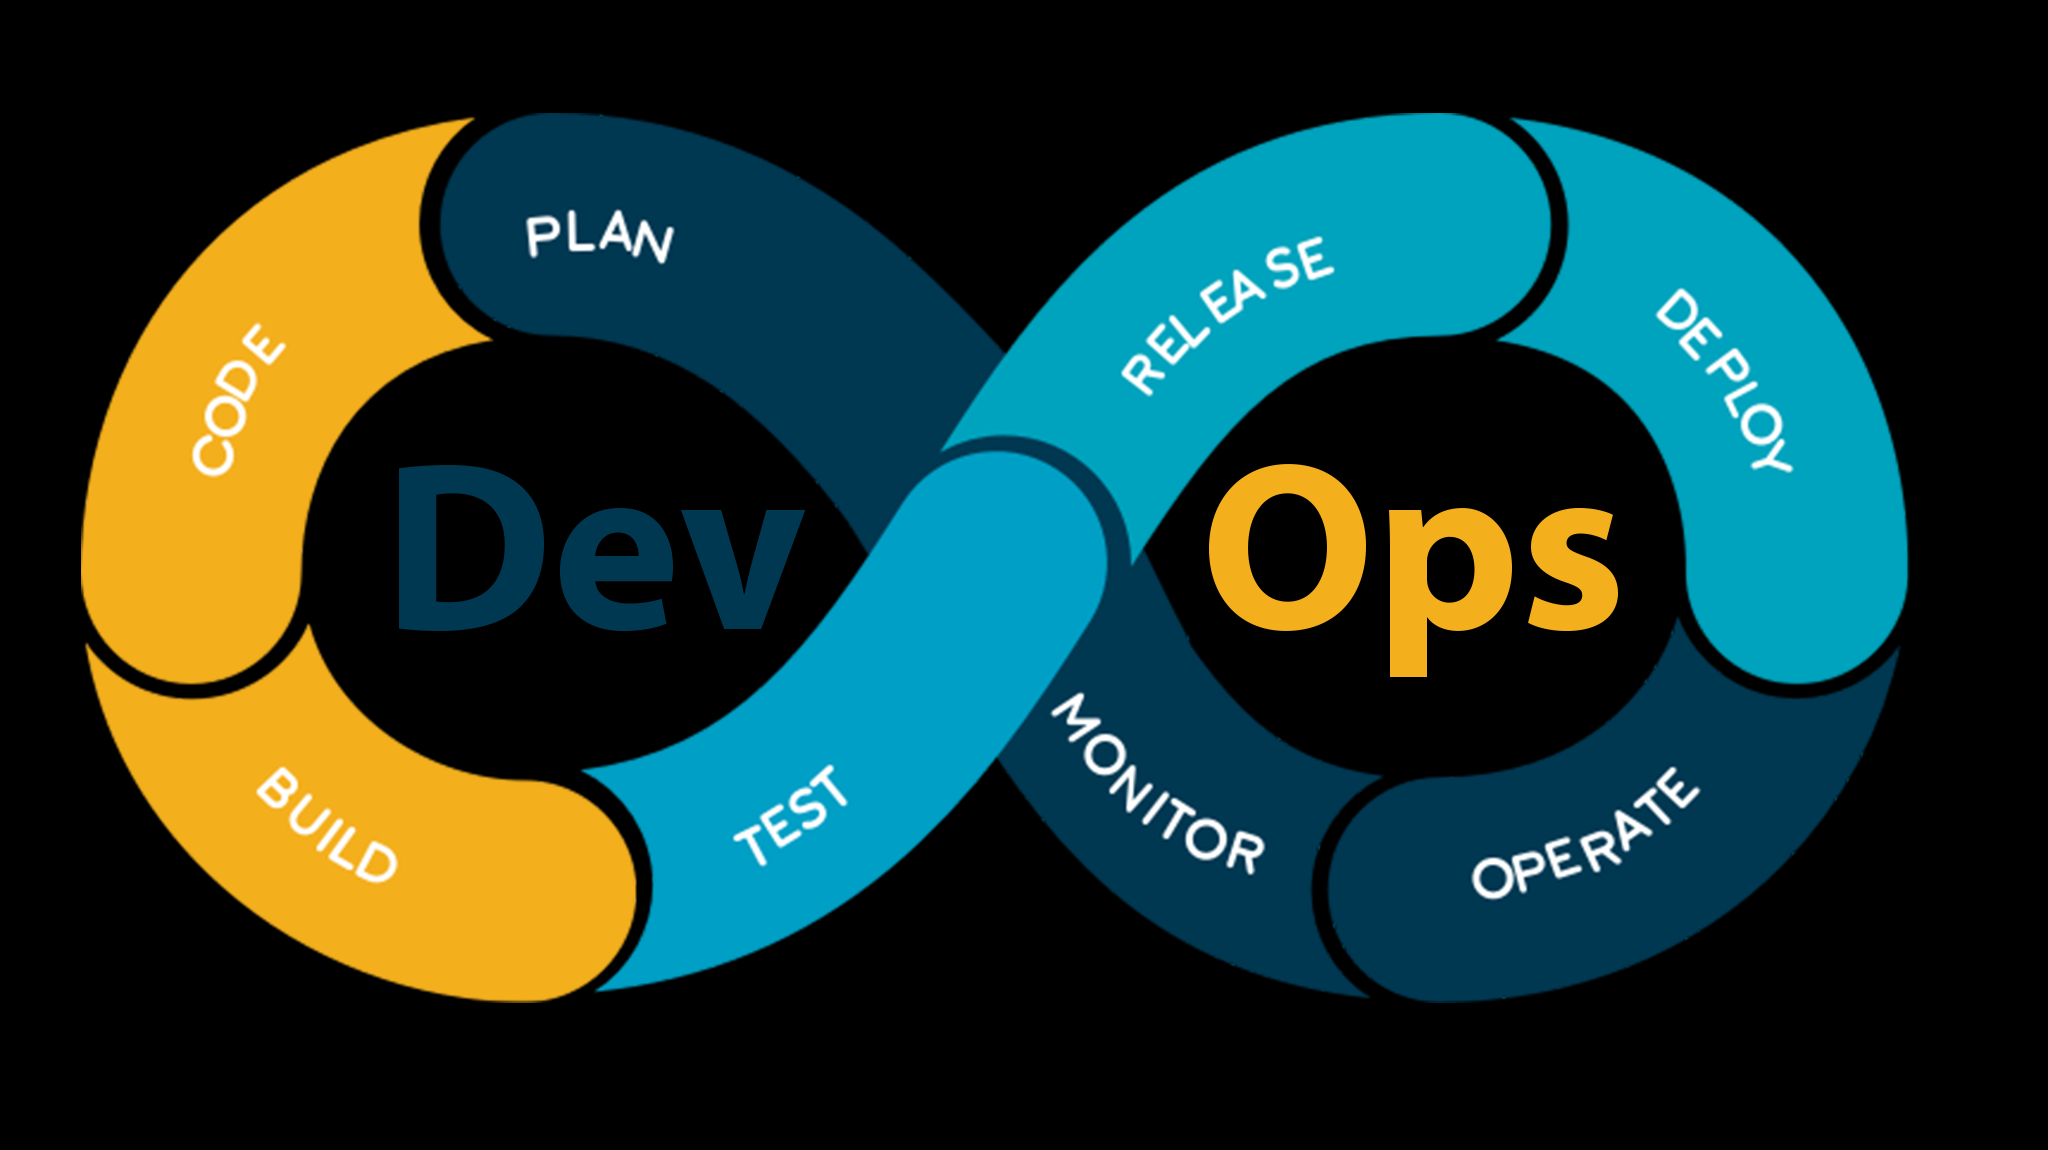 PLAN
CODE
BUILD
TEST
RELEASE
DEPLOY
OPERATE
MONITOR
Dev
Ops